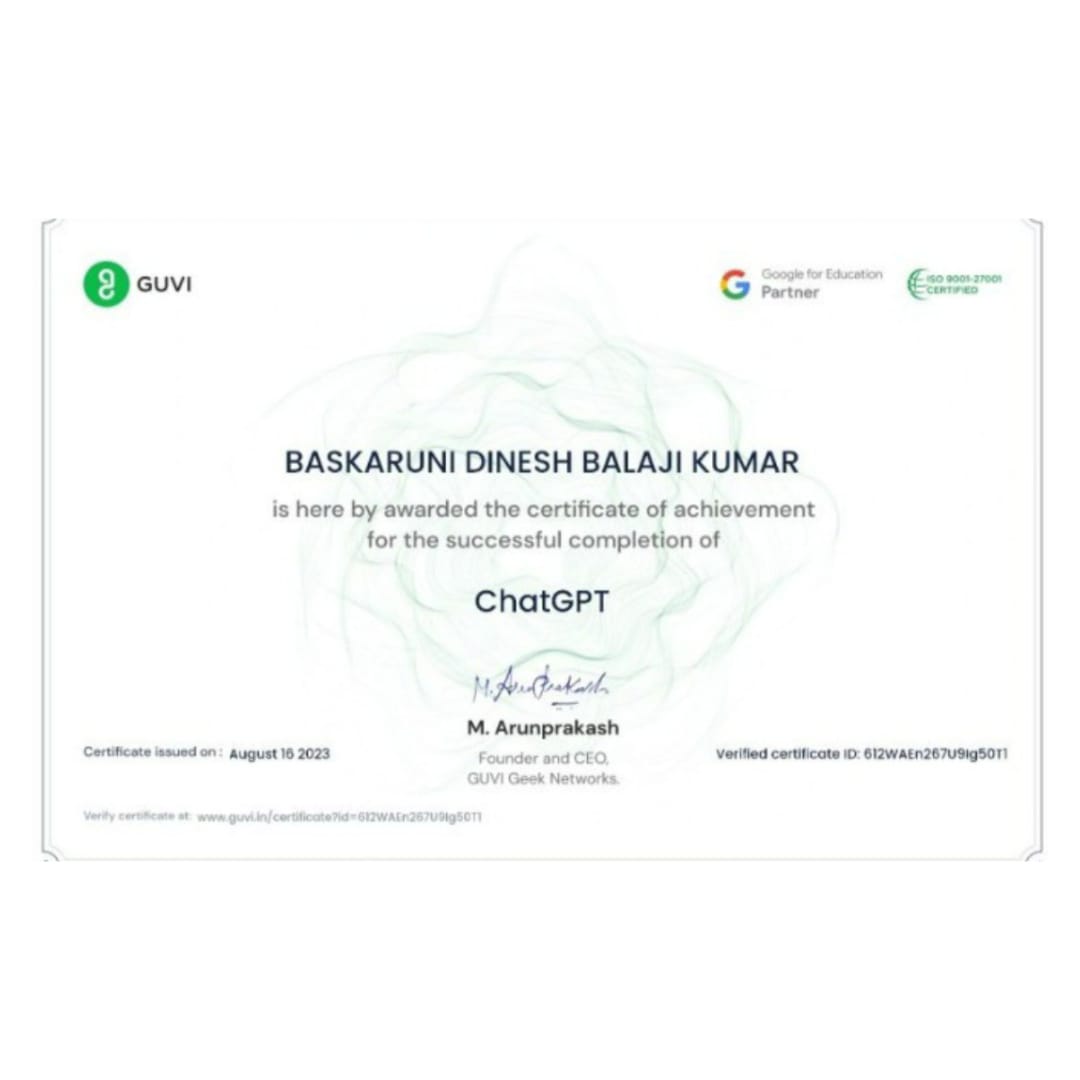 GUVI
Google for Education
Partner
ISO 9001-27001
CERTIFIED
BASKARUNI DINESH BALAJI KUMAR
is here by awarded the certificate of achievement
for the successful completion of
ChatGPT
M. Arunprakash
M. Arunprakash
Founder and CEO,
GUVI Geek Networks.
Certificate issued on : August 16 2023
Verified certificate ID: 612WAEn267U9Ig50T1
Verify certificate at: www.guvi.in/certificate?id=612WAEn267U9Ig50T1